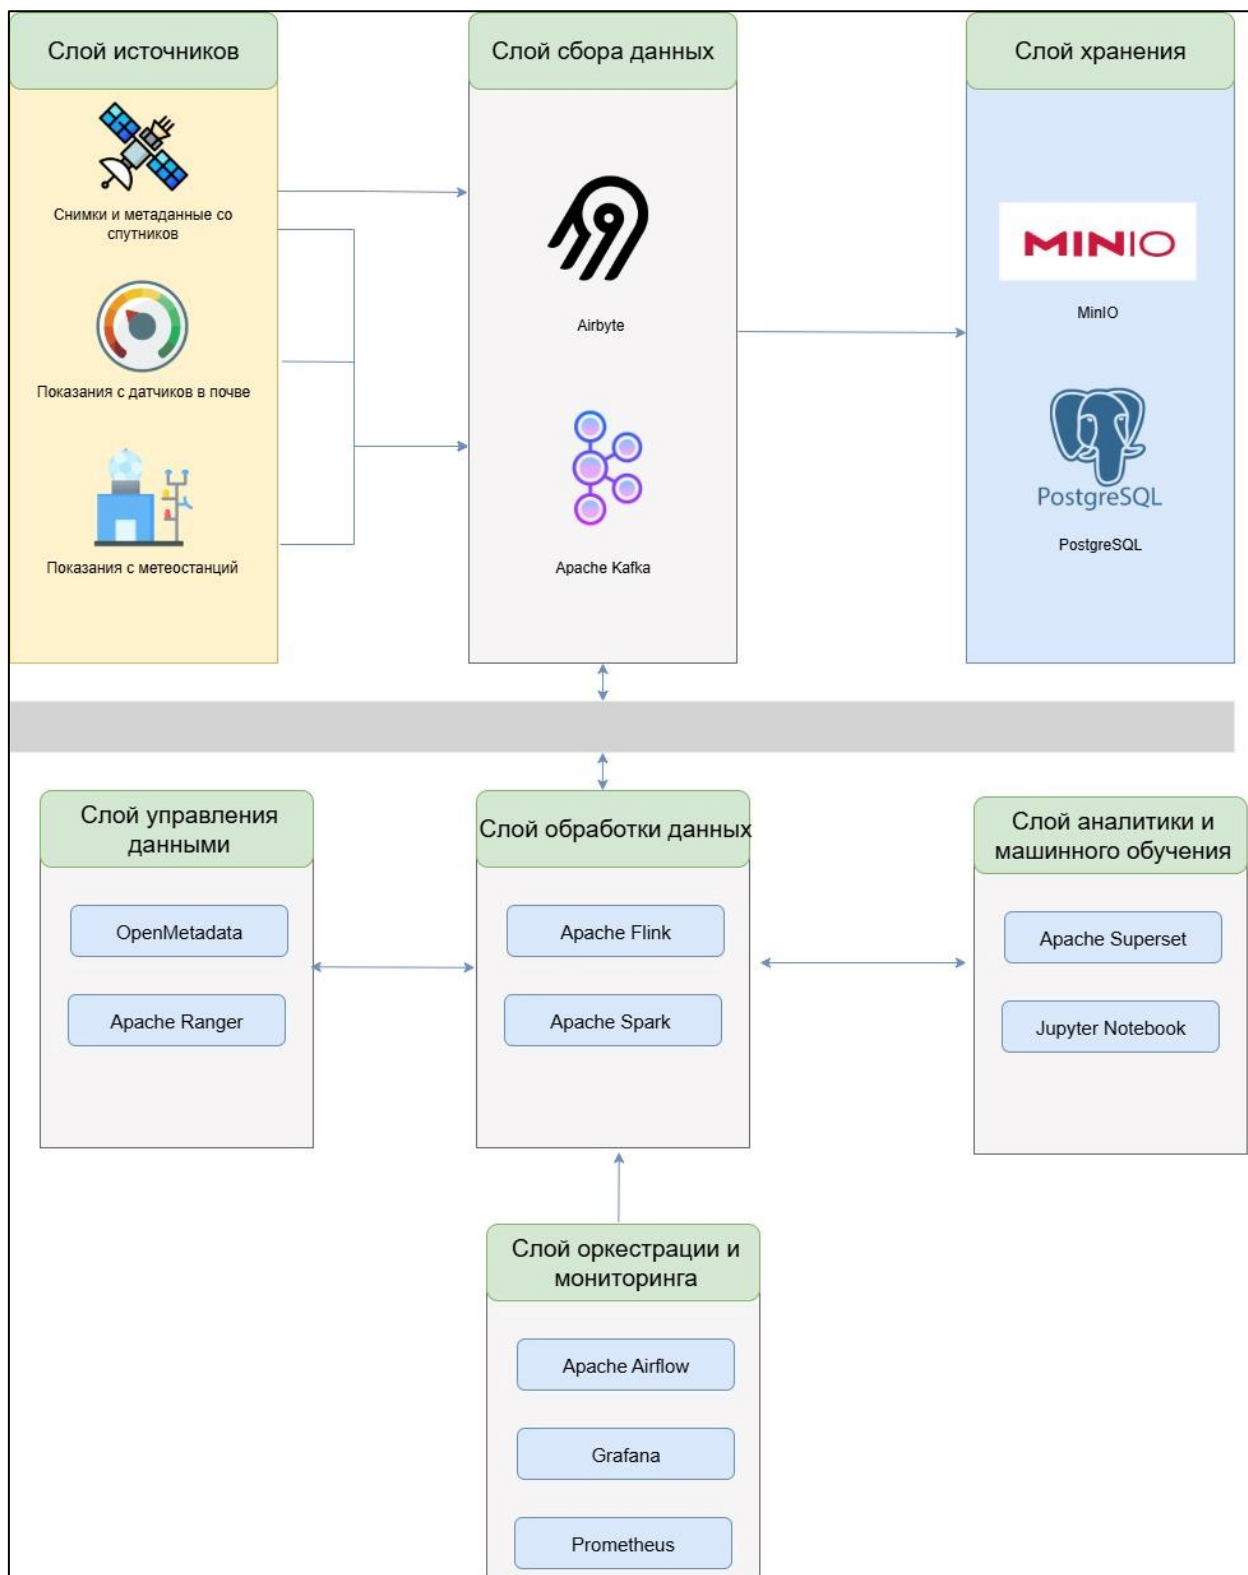 Слой источников
Слой сбора данных
Слой хранения
Снимки и метаданные со
спутников
Показания с датчиков в почве
Показания с метеостанций
Airbyte
Apache Kafka
MINIO
MinIO
PostgreSQL
PostgreSQL
Слой управления
данными
OpenMetadata
Apache Ranger
Слой обработки данных
Apache Flink
Apache Spark
Слой аналитики и
машинного обучения
Apache Superset
Jupyter Notebook
Слой оркестрации и
мониторинга
Apache Airflow
Grafana
Prometheus